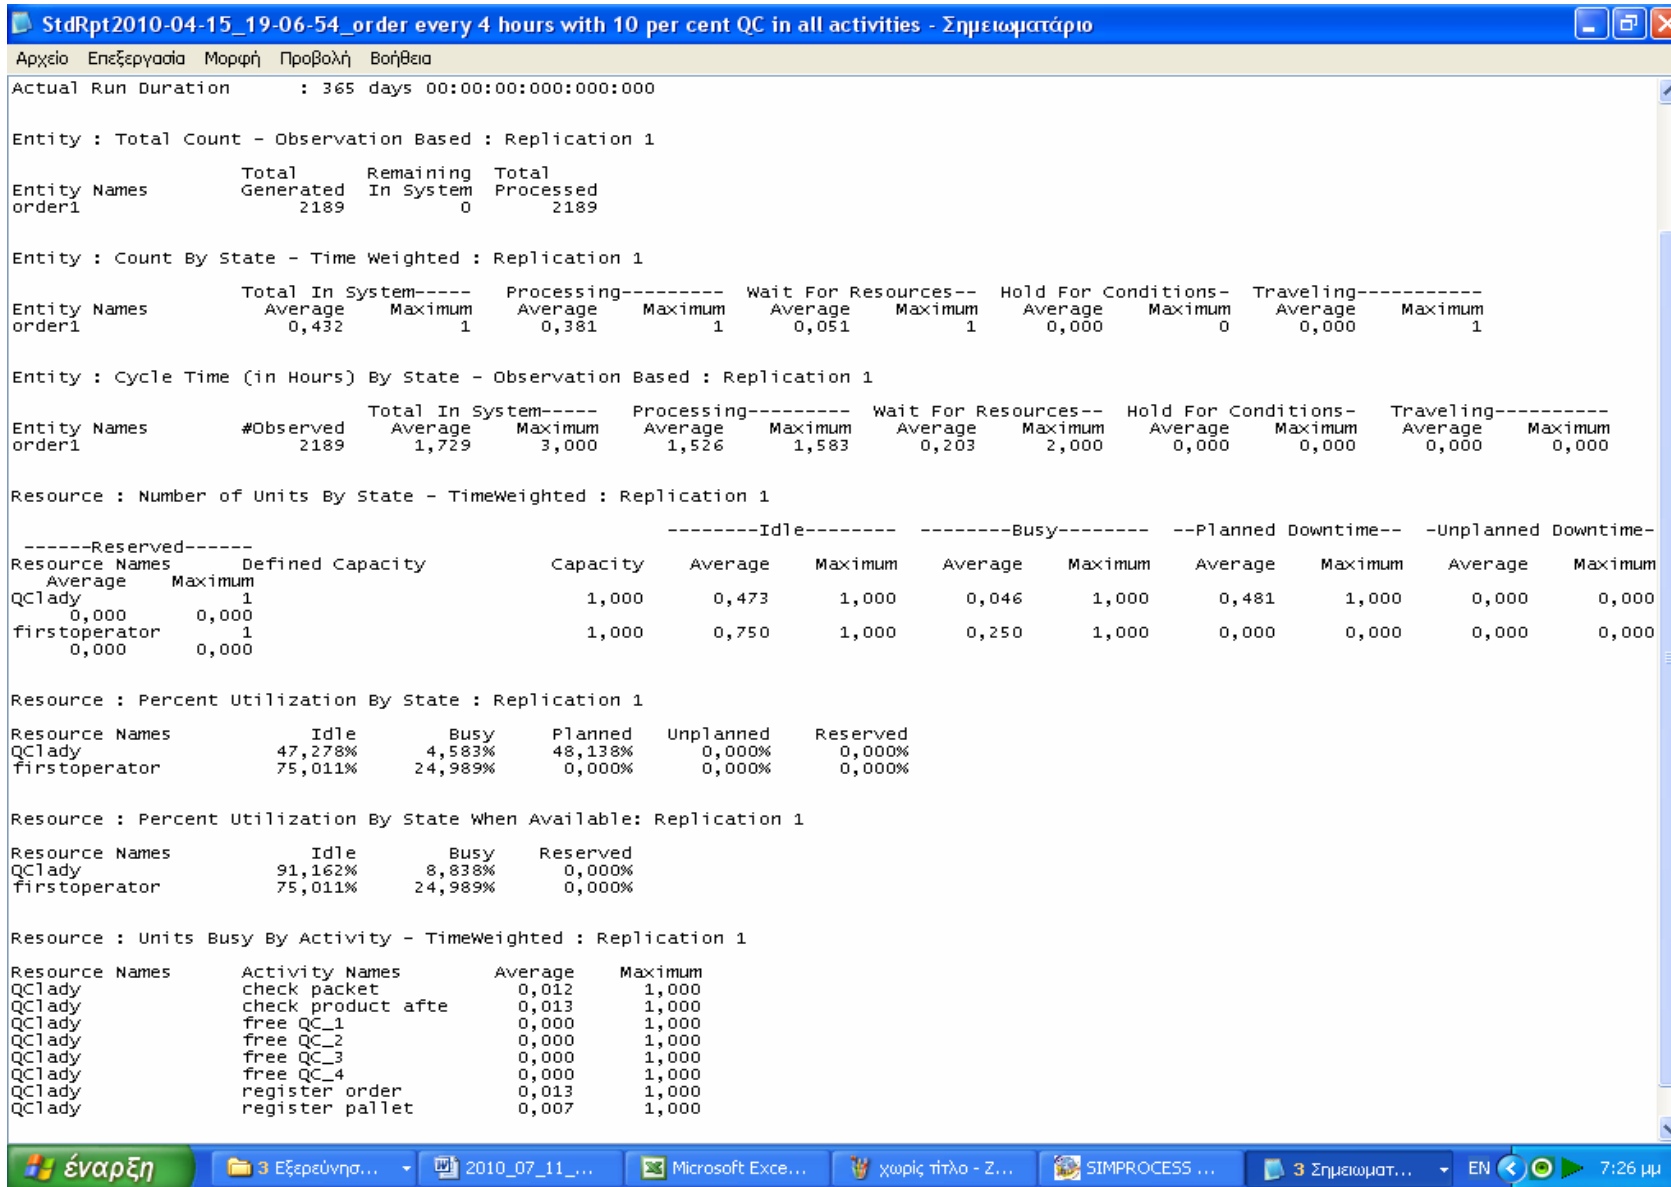 StdRpt2010-04-15_19-06-54_order every 4 hours with 10 per cent QC in all activities - Σημειωματάριο
Αρχείο Επεξεργασία Μορφή Προβολή Βοήθεια
Actual Run Duration : 365 days 00:00:00:000:000:000
Entity : Total Count - Observation Based : Replication 1
Total Remaining Total
Entity Names Generated In System Processed
order1 2189 0 2189
Entity : Count By State - Time Weighted : Replication 1
Total In System----- Processing--------- Wait For Resources-- Hold For Conditions- Traveling-----------
Entity Names Average Maximum Average Maximum Average Maximum Average Maximum Average Maximum
order1 0,432 1 0,381 1 0,051 1 0,000 0 0,000 1
Entity : Cycle Time (in Hours) By State - Observation Based : Replication 1
Total In System----- Processing--------- Wait For Resources-- Hold For Conditions- Traveling----------
Entity Names #Observed Average Maximum Average Maximum Average Maximum Average Maximum Average Maximum
order1 2189 1,729 3,000 1,526 1,583 0,203 2,000 0,000 0,000 0,000 0,000
Resource : Number of Units By State - TimeWeighted : Replication 1
--------Idle-------- --------Busy-------- --Planned Downtime-- -Unplanned Downtime-
------Reserved------
Resource Names Defined Capacity Capacity Average Maximum Average Maximum Average Maximum Average Maximum
Average Maximum
QClady 1 1,000 0,473 1,000 0,046 1,000 0,481 1,000 0,000 0,000
0,000 0,000
firstoperator 1 1,000 0,750 1,000 0,250 1,000 0,000 0,000 0,000 0,000
0,000 0,000
Resource : Percent Utilization By State : Replication 1
Resource Names Idle Busy Planned Unplanned Reserved
QClady 47,278% 4,583% 48,138% 0,000% 0,000%
firstoperator 75,011% 24,989% 0,000% 0,000% 0,000%
Resource : Percent Utilization By State When Available: Replication 1
Resource Names Idle Busy Reserved
QClady 91,162% 8,838% 0,000%
firstoperator 75,011% 24,989% 0,000%
Resource : Units Busy By Activity - TimeWeighted : Replication 1
Resource Names Activity Names Average Maximum
QClady check packet 0,012 1,000
QClady check product afte 0,013 1,000
QClady free QC_1 0,000 1,000
QClady free QC_2 0,000 1,000
QClady free QC_3 0,000 1,000
QClady free QC_4 0,000 1,000
QClady register order 0,013 1,000
QClady register pallet 0,007 1,000
έναρξη 3 Εξερεύνησ... 2010_07_11_... Microsoft Exce... χωρίς τίτλο - Ζ... SIMPROCESS ... 3 Σημειωματ... EN 7:26 μμ